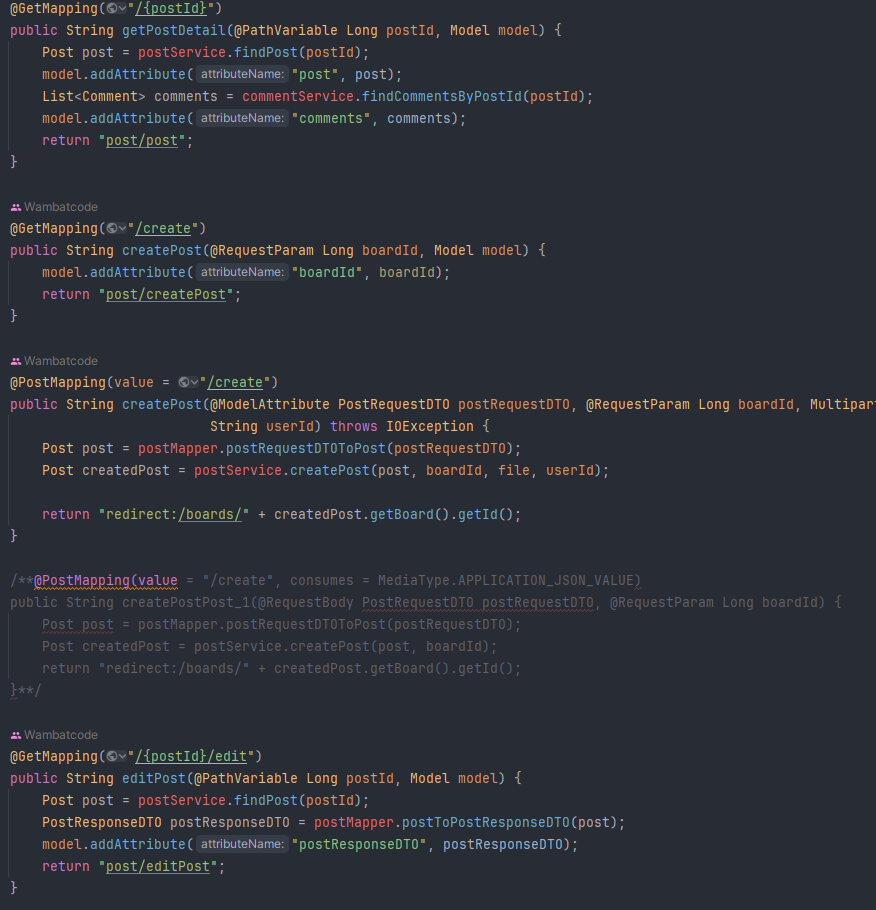 @GetMapping("/{postId}")
public String getPostDetail(@PathVariable Long postId, Model model) {
    Post post = postService.findPost(postId);
    model.addAttribute( attributeName: "post", post);
    List<Comment> comments = commentService.findCommentsByPostId(postId);
    model.addAttribute( attributeName: "comments", comments);
    return "post/post";
}
Wambatcode
@GetMapping("/create")
public String createPost(@RequestParam Long boardId, Model model) {
    model.addAttribute( attributeName: "boardId", boardId);
    return "post/createPost";
}
Wambatcode
@PostMapping(value = "/create")
public String createPost(@ModelAttribute PostRequestDTO postRequestDTO, @RequestParam Long boardId, Multipar
                         String userId) throws IOException {
    Post post = postMapper.postRequestDTOToPost(postRequestDTO);
    Post createdPost = postService.createPost(post, boardId, file, userId);
    return "redirect:/boards/" + createdPost.getBoard().getId();
}
/**@PostMapping(value = "/create", consumes = MediaType.APPLICATION_JSON_VALUE)
public String createPostPost_1(@RequestBody PostRequestDTO postRequestDTO, @RequestParam Long boardId) {
    Post post = postMapper.postRequestDTOToPost(postRequestDTO);
    Post createdPost = postService.createPost(post, boardId);
    return "redirect:/boards/" + createdPost.getBoard().getId();
}**/
Wambatcode
@GetMapping("/{postId}/edit")
public String editPost(@PathVariable Long postId, Model model) {
    Post post = postService.findPost(postId);
    PostResponseDTO postResponseDTO = postMapper.postToPostResponseDTO(post);
    model.addAttribute( attributeName: "postResponseDTO", postResponseDTO);
    return "post/editPost";
}